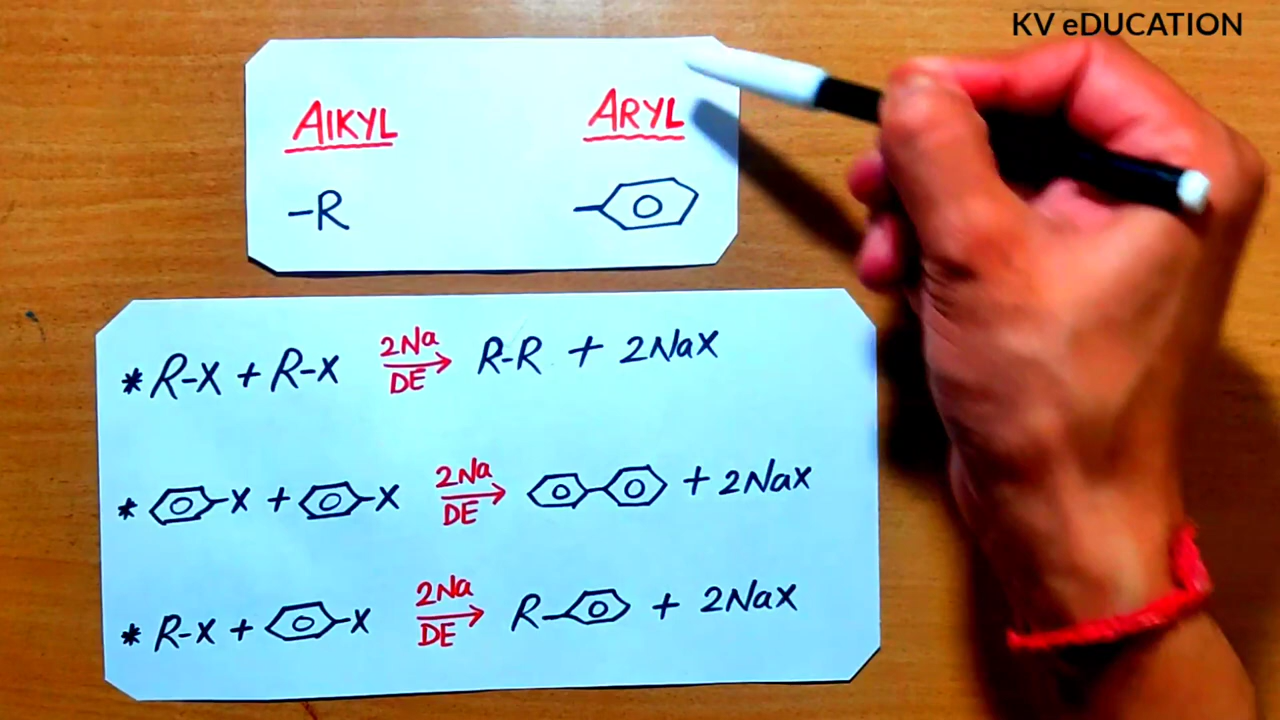 KV eDUCATION
ALKYL ARYL
-R
* R-X + R-X 2Na DE R-R + 2NaX
* -X + -X 2Na DE - + 2NaX
* R-X + -X 2Na DE R- + 2NaX